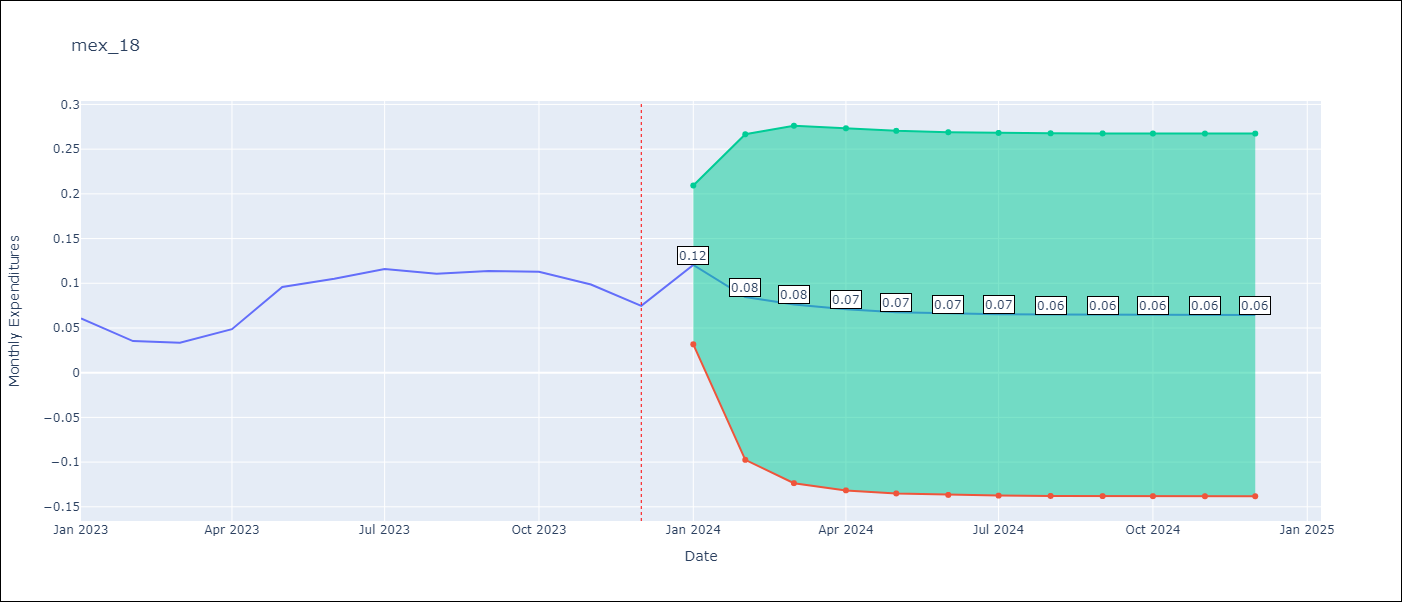 mex_18
Monthly Expenditures
0.3
0.25
0.2
0.15
0.1
0.05
0
−0.05
−0.1
−0.15
0.12
0.08
0.08
0.07
0.07
0.07
0.07
0.06
0.06
0.06
0.06
0.06
Jan 2023
Apr 2023
Jul 2023
Oct 2023
Jan 2024
Apr 2024
Jul 2024
Oct 2024
Jan 2025
Date